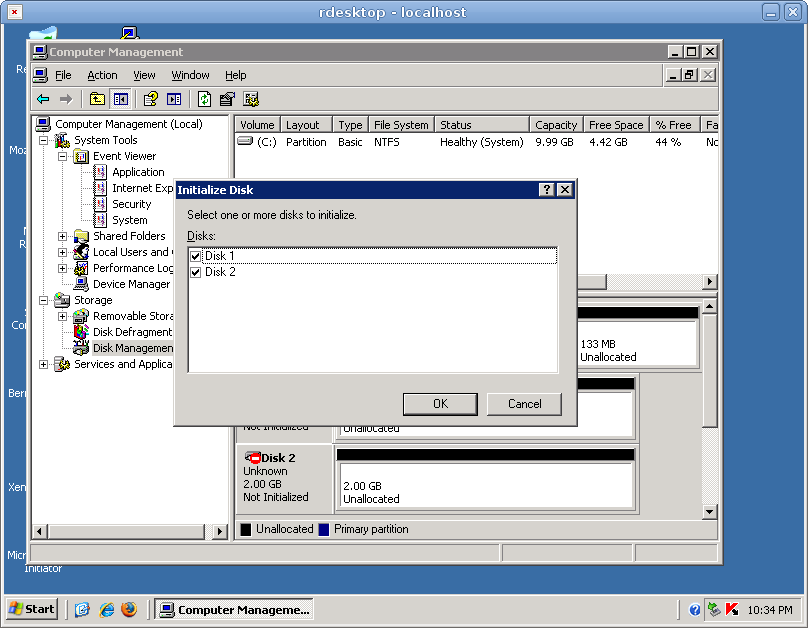 rdesktop - localhost
Computer Management
File Action View Window Help
Computer Management (Local)
System Tools
Event Viewer
Application
Internet Exp
Security
System
Shared Folders
Local Users and
Performance Log
Device Manager
Storage
Removable Stora
Disk Defragment
Disk Management
Services and Applica
Volume Layout Type File System Status Capacity Free Space % Free Fa
(C:) Partition Basic NTFS Healthy (System) 9.99 GB 4.42 GB 44 % No
Initialize Disk
Select one or more disks to initialize.
Disks:
Disk 1
Disk 2
OK Cancel
133 MB
Unallocated
Not Initialized
Unallocated
Disk 2
Unknown
2.00 GB
Not Initialized
2.00 GB
Unallocated
Unallocated Primary partition
Re
Moz
Co
Ber
Xen
Micr
Initiator
Start Computer Manageme... 10:34 PM